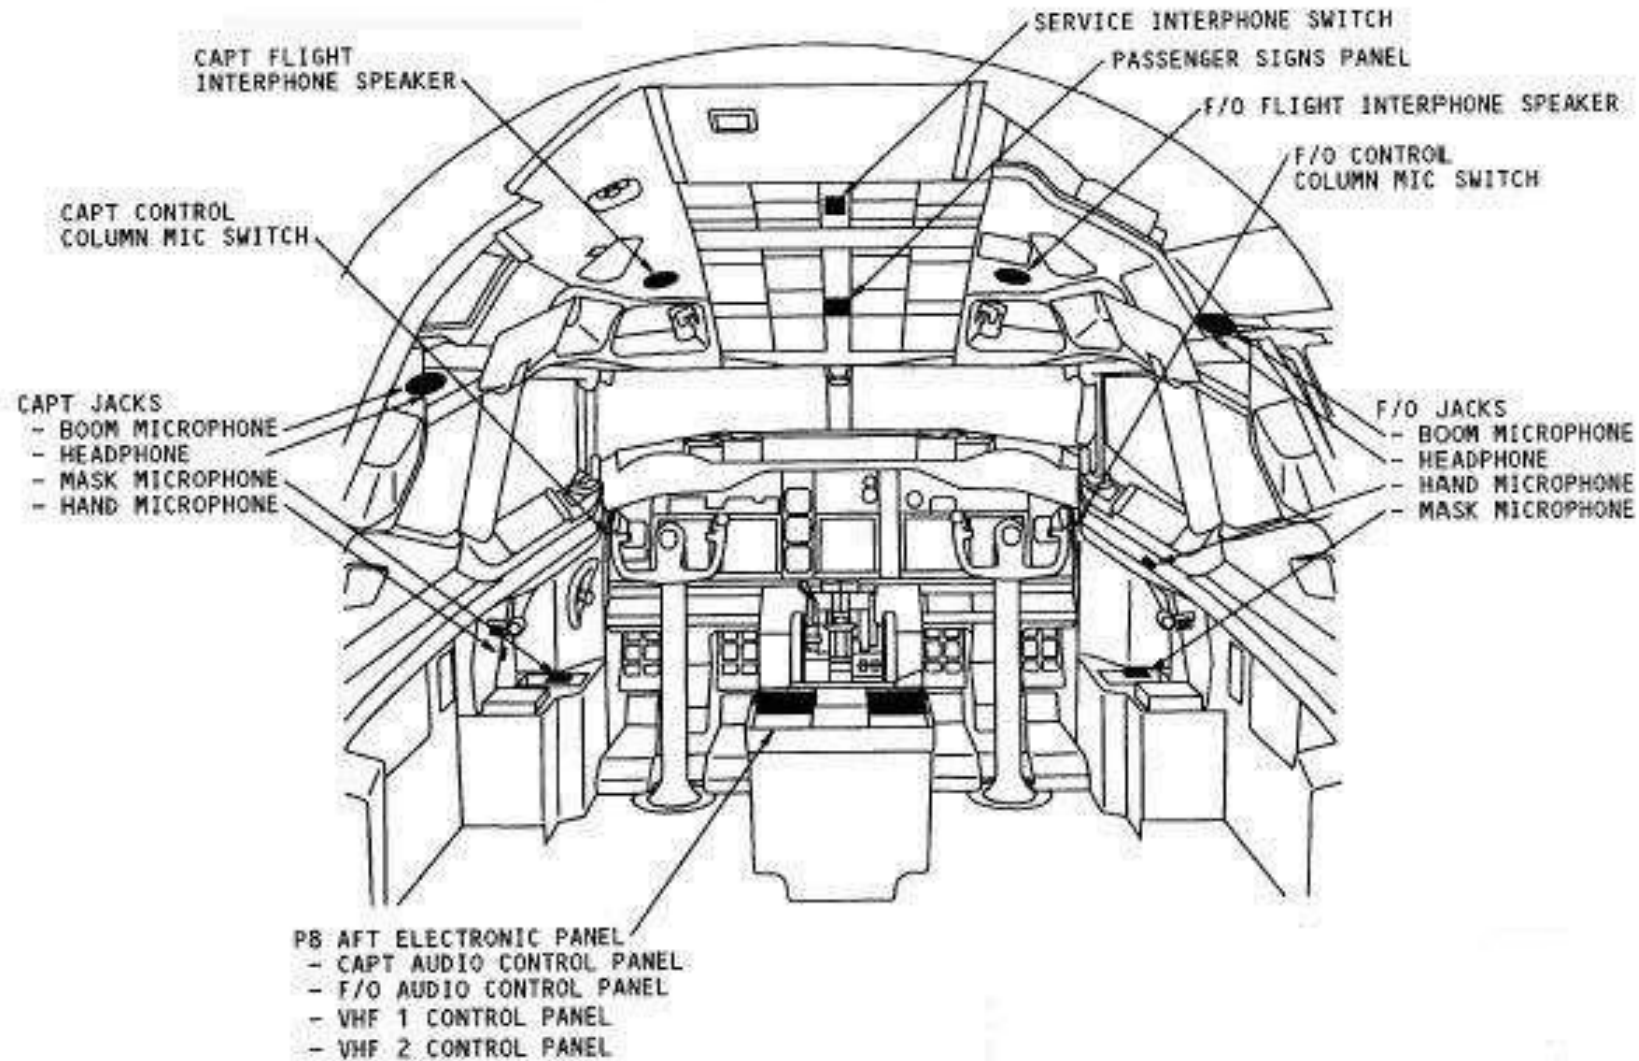 SERVICE INTERPHONE SWITCH
PASSENGER SIGNS PANEL
CAPT FLIGHT
INTERPHONE SPEAKER
F/O FLIGHT INTERPHONE SPEAKER
F/O CONTROL
COLUMN MIC SWITCH
CAPT CONTROL
COLUMN MIC SWITCH
CAPT JACKS
- BOOM MICROPHONE
- HEADPHONE
- MASK MICROPHONE
- HAND MICROPHONE
F/O JACKS
- BOOM MICROPHONE
- HEADPHONE
- HAND MICROPHONE
- MASK MICROPHONE
P8 AFT ELECTRONIC PANEL
- CAPT AUDIO CONTROL PANEL
- F/O AUDIO CONTROL PANEL
- VHF 1 CONTROL PANEL
- VHF 2 CONTROL PANEL